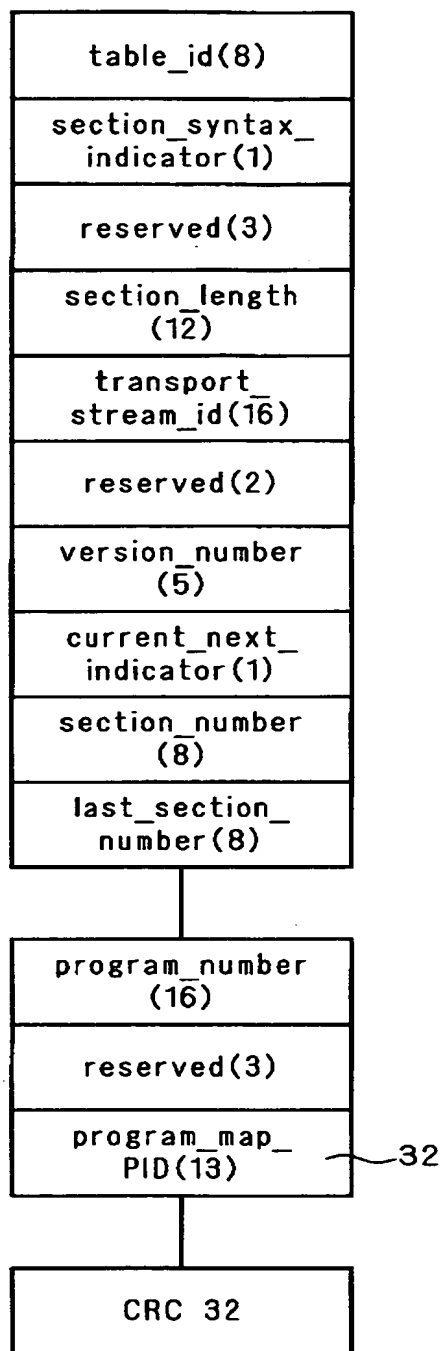 table_id(8)
section_syntax_
indicator(1)
reserved(3)
section_length
(12)
transport_
stream_id(16)
reserved(2)
version_number
(5)
current_next_
indicator(1)
section_number
(8)
last_section_
number(8)
program_number
(16)
reserved(3)
program_map_
PID(13)
32
CRC 32